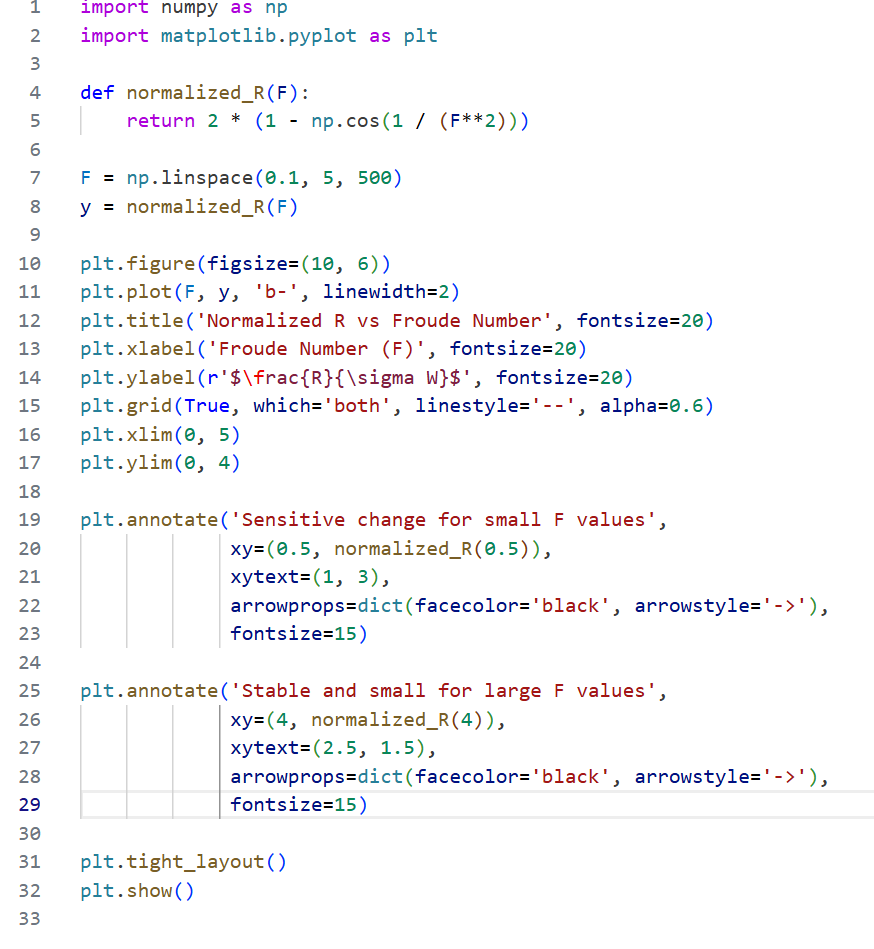 1 import numpy as np
2 import matplotlib.pyplot as plt
3
4 def normalized_R(F):
5     return 2 * (1 - np.cos(1 / (F**2)))
6
7 F = np.linspace(0.1, 5, 500)
8 y = normalized_R(F)
9
10 plt.figure(figsize=(10, 6))
11 plt.plot(F, y, 'b-', linewidth=2)
12 plt.title('Normalized R vs Froude Number', fontsize=20)
13 plt.xlabel('Froude Number (F)', fontsize=20)
14 plt.ylabel(r'$\frac{R}{\sigma W}$', fontsize=20)
15 plt.grid(True, which='both', linestyle='--', alpha=0.6)
16 plt.xlim(0, 5)
17 plt.ylim(0, 4)
18
19 plt.annotate('Sensitive change for small F values',
20              xy=(0.5, normalized_R(0.5)),
21              xytext=(1, 3),
22              arrowprops=dict(facecolor='black', arrowstyle='->'),
23              fontsize=15)
24
25 plt.annotate('Stable and small for large F values',
26              xy=(4, normalized_R(4)),
27              xytext=(2.5, 1.5),
28              arrowprops=dict(facecolor='black', arrowstyle='->'),
29              fontsize=15)
30
31 plt.tight_layout()
32 plt.show()
33